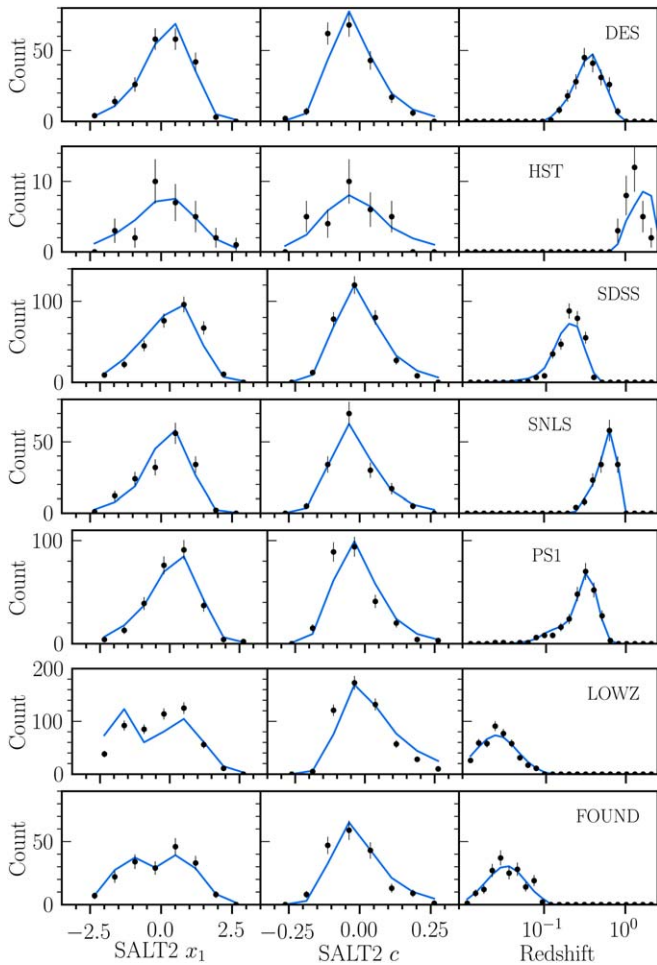 Count
50
0
DES
Count
10
0
HST
Count
100
0
SDSS
Count
50
0
SNLS
Count
100
0
PS1
Count
200
100
0
LOWZ
Count
50
0
FOUND
−2.5 0.0 2.5 −0.25 0.00 0.25 10⁻¹ 10⁰
SALT2 x₁ SALT2 c Redshift